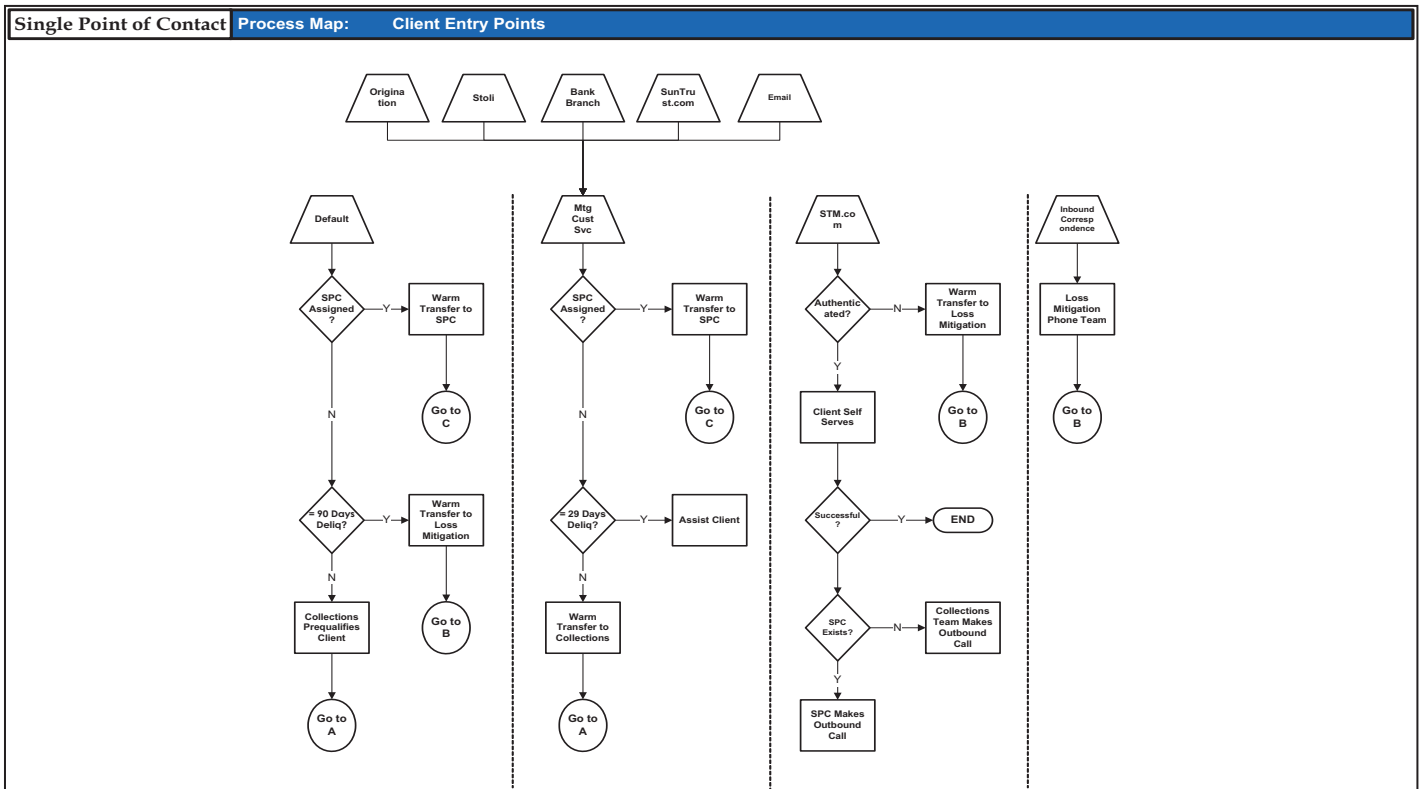 Single Point of Contact Process Map: Client Entry Points
Origina
tion
Stoli
Bank
Branch
SunTru
st.com
Email
Default
SPC
Assigned
?
Y
Warm
Transfer to
SPC
Go to
C
N
= 90 Days
Deliq?
Y
Warm
Transfer to
Loss
Mitigation
Go to
B
N
Collections
Prequalifies
Client
Go to
A
Mtg
Cust
Svc
SPC
Assigned
?
Y
Warm
Transfer to
SPC
Go to
C
N
= 29 Days
Deliq?
Y
Assist Client
N
Warm
Transfer to
Collections
Go to
A
STM.co
m
Authentic
ated?
N
Warm
Transfer to
Loss
Mitigation
Go to
B
Y
Client Self
Serves
Successful
?
Y
END
SPC
Exists?
N
Collections
Team Makes
Outbound
Call
Y
SPC Makes
Outbound
Call
Inbound
Corresp
ondence
Loss
Mitigation
Phone Team
Go to
B